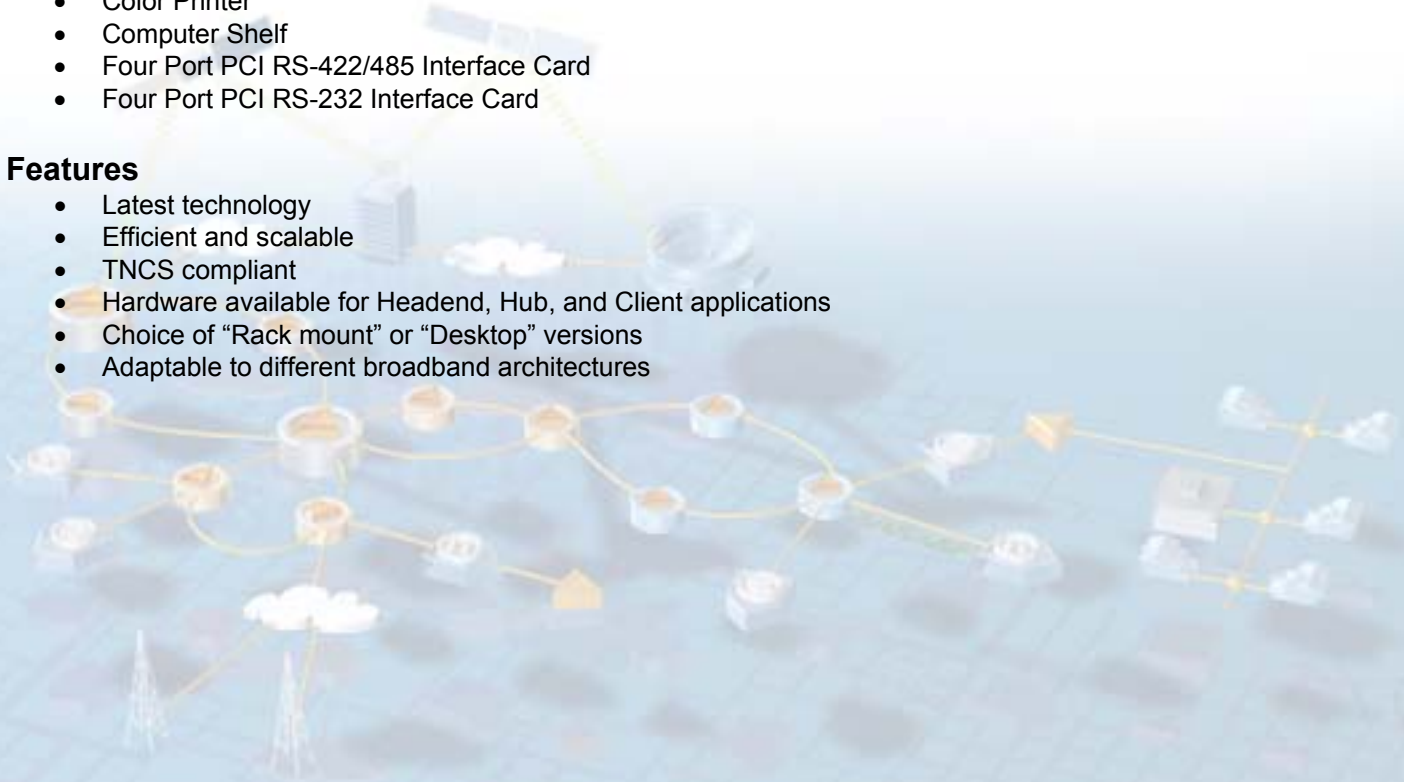 • Color Printer
• Computer Shelf
• Four Port PCI RS-422/485 Interface Card
• Four Port PCI RS-232 Interface Card
Features
• Latest technology
• Efficient and scalable
• TNCS compliant
• Hardware available for Headend, Hub, and Client applications
• Choice of “Rack mount” or “Desktop” versions
• Adaptable to different broadband architectures